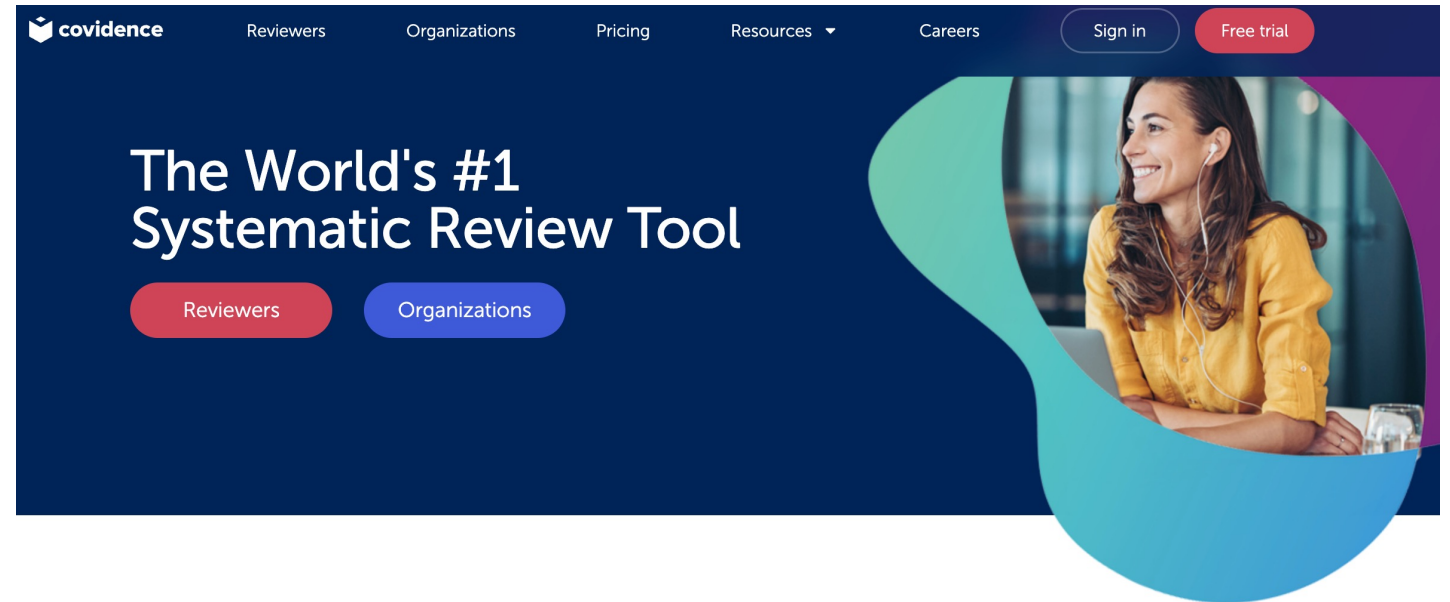 covidence Reviewers Organizations Pricing Resources Careers Sign in Free trial
The World's #1
Systematic Review Tool
Reviewers Organizations